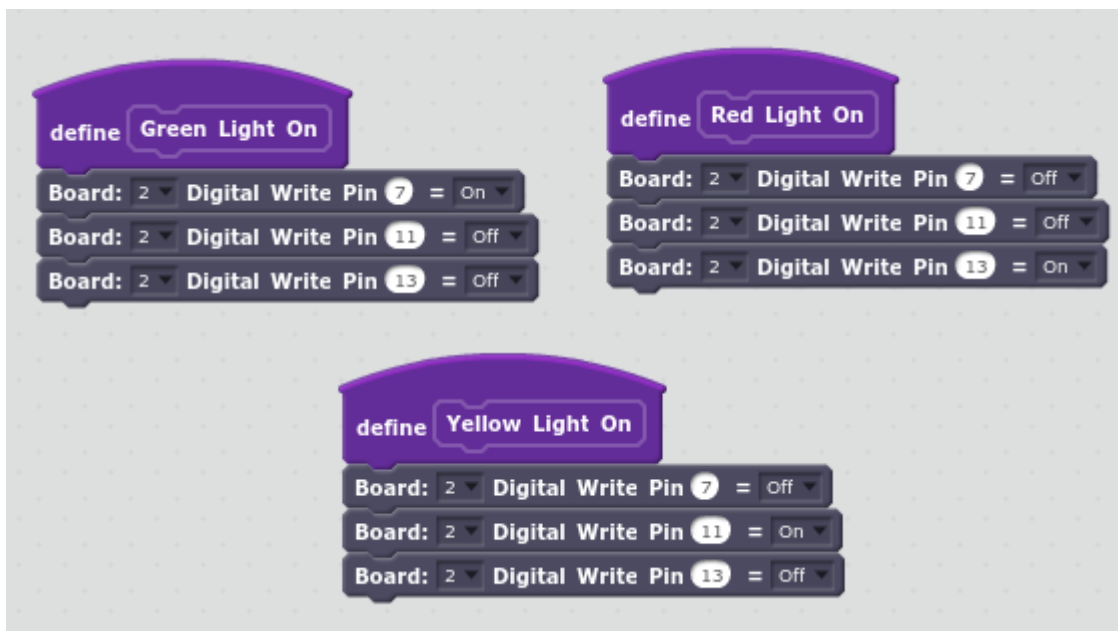 define Green Light On
Board: 2 Digital Write Pin 7 = On
Board: 2 Digital Write Pin 11 = Off
Board: 2 Digital Write Pin 13 = Off
define Red Light On
Board: 2 Digital Write Pin 7 = Off
Board: 2 Digital Write Pin 11 = Off
Board: 2 Digital Write Pin 13 = On
define Yellow Light On
Board: 2 Digital Write Pin 7 = Off
Board: 2 Digital Write Pin 11 = On
Board: 2 Digital Write Pin 13 = Off